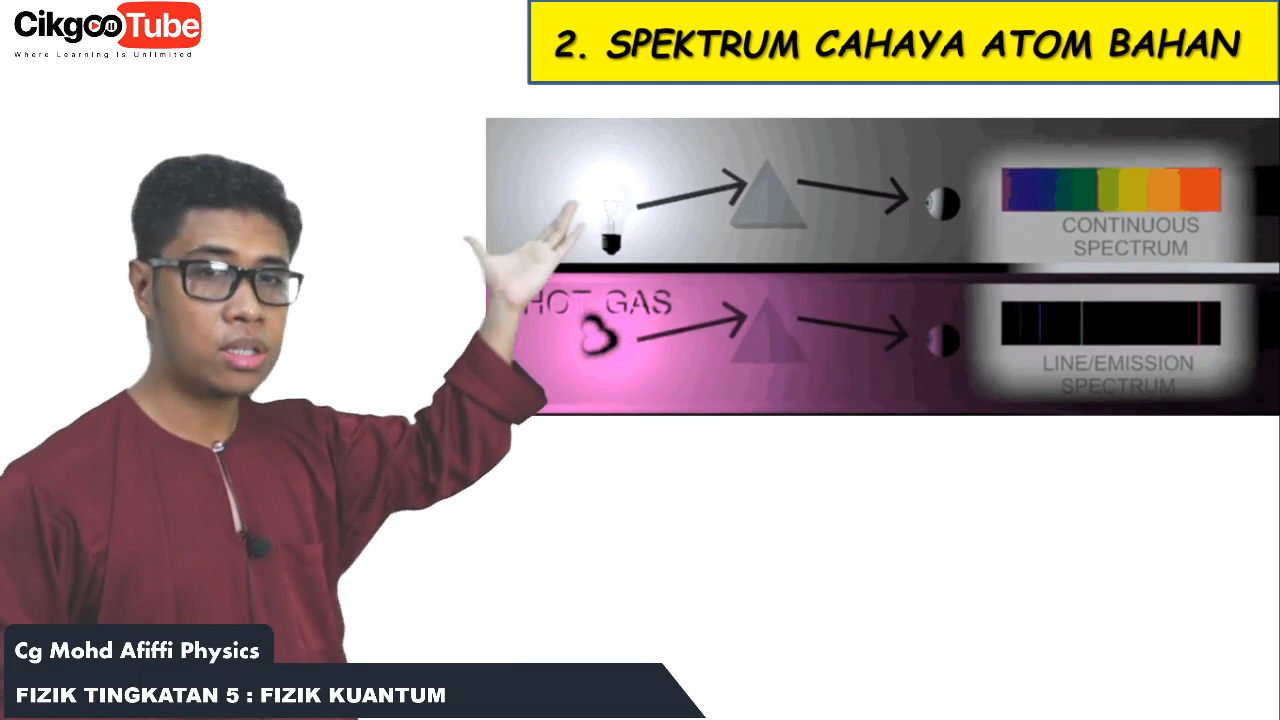 CikgooTube
Where Learning is Unlimited
2. SPEKTRUM CAHAYA ATOM BAHAN
CONTINUOUS
SPECTRUM
HOT GAS
LINE/EMISSION
SPECTRUM
Cg Mohd Afiffi Physics
FIZIK TINGKATAN 5 : FIZIK KUANTUM